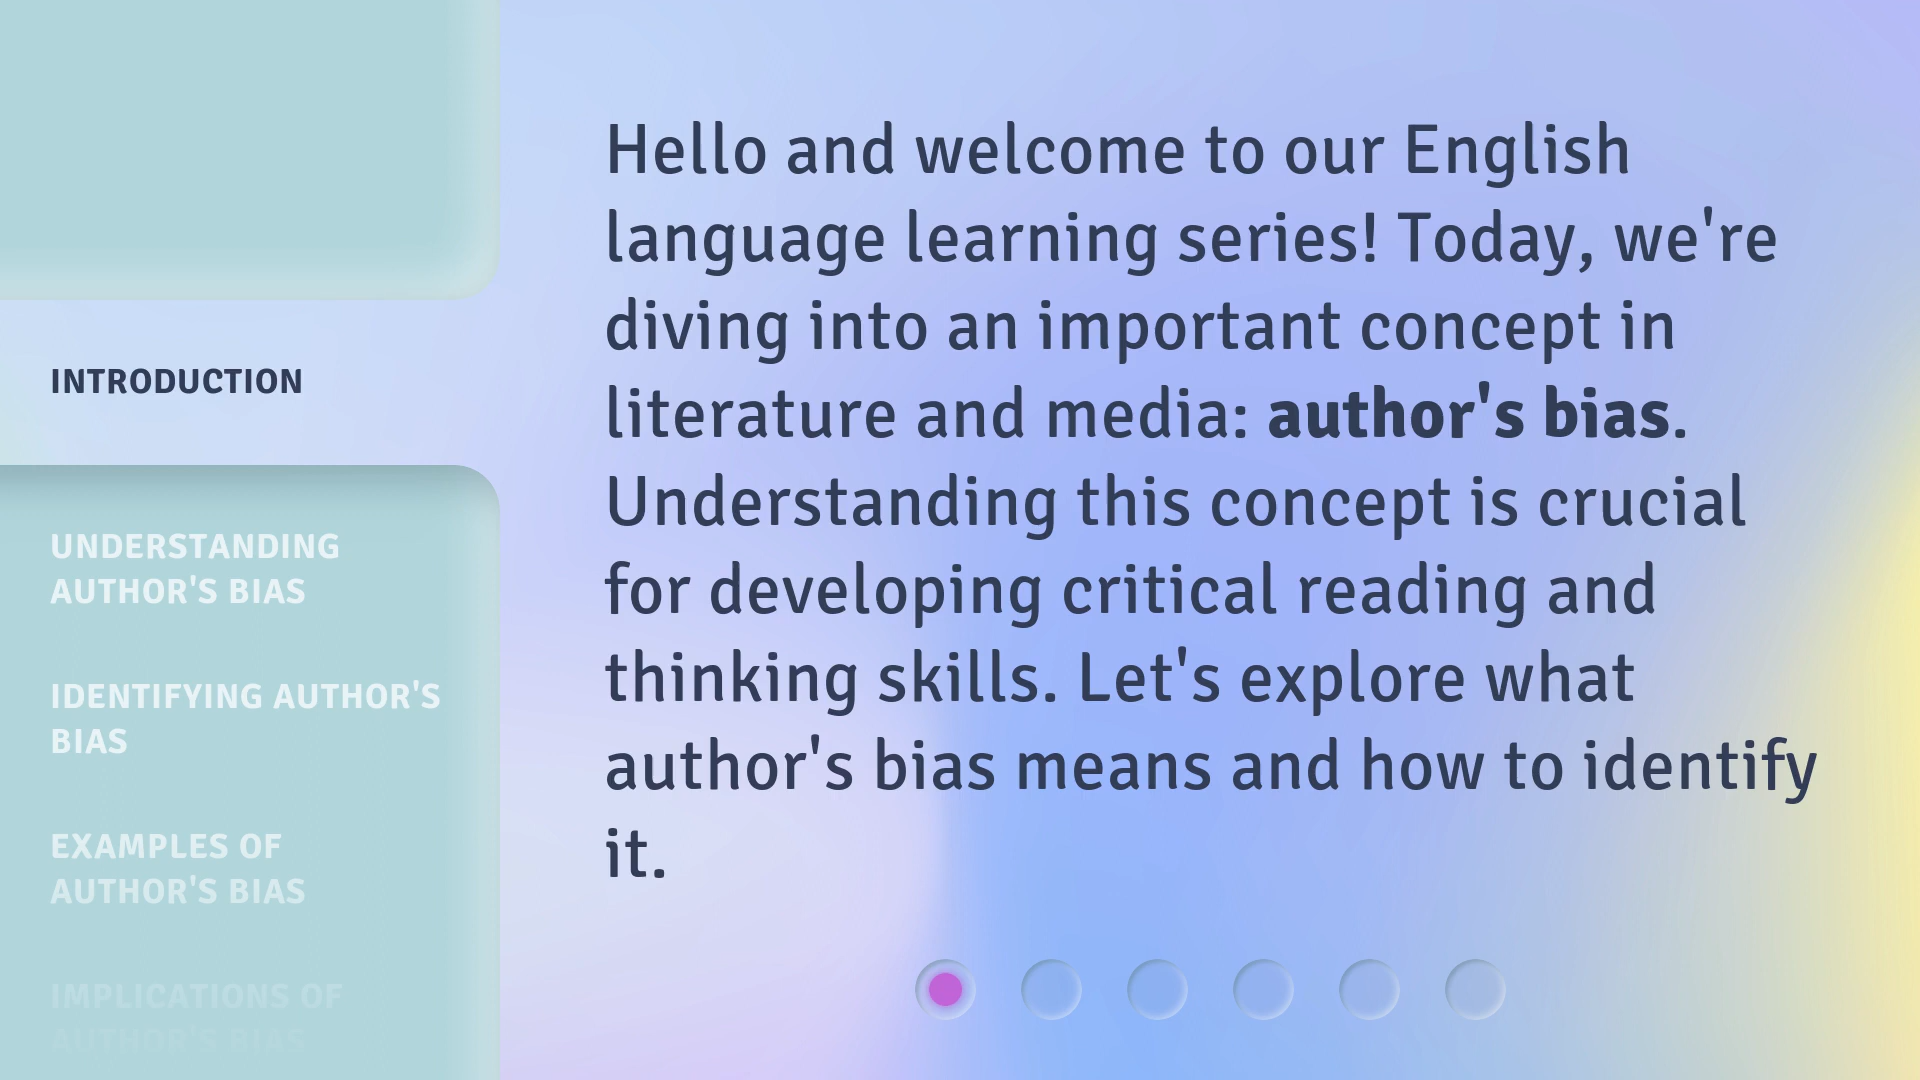 INTRODUCTION
UNDERSTANDING
AUTHOR'S BIAS
IDENTIFYING AUTHOR'S
BIAS
EXAMPLES OF
AUTHOR'S BIAS
IMPLICATIONS OF
AUTHOR'S BIAS
Hello and welcome to our English
language learning series! Today, we're
diving into an important concept in
literature and media: author's bias.
Understanding this concept is crucial
for developing critical reading and
thinking skills. Let's explore what
author's bias means and how to identify
it.